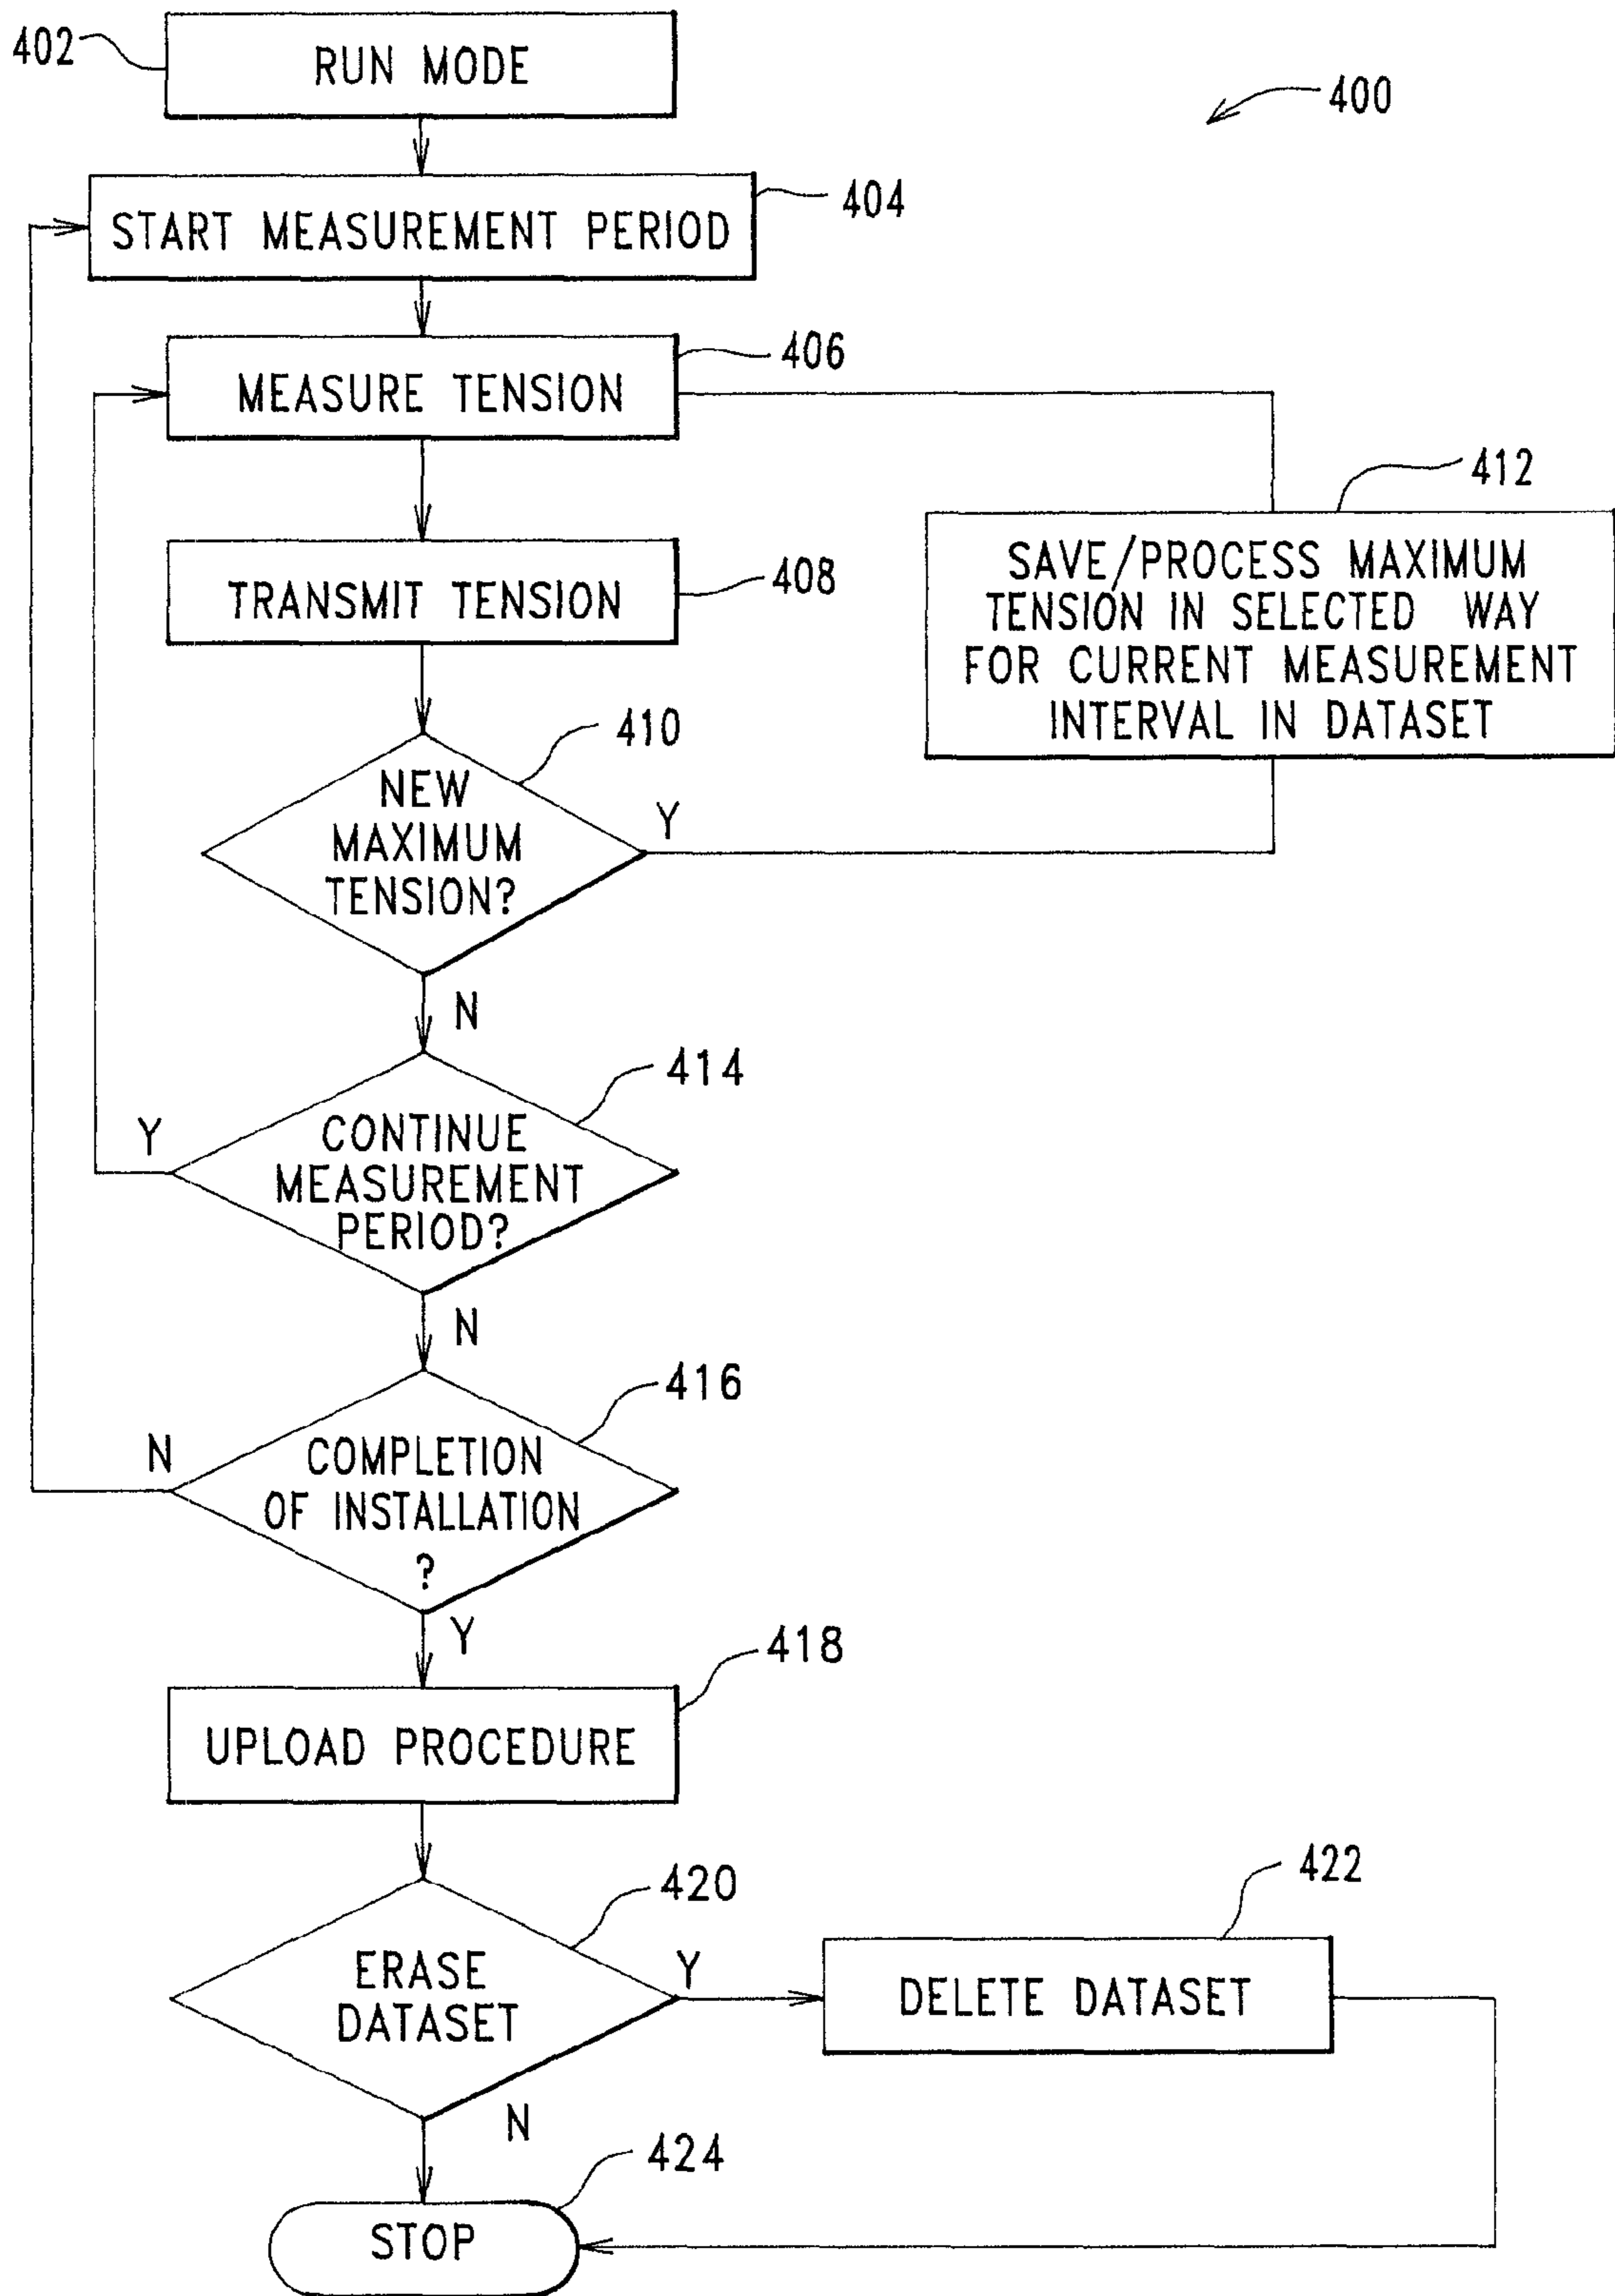 402
RUN MODE
400
START MEASUREMENT PERIOD
404
MEASURE TENSION
406
TRANSMIT TENSION
408
412
SAVE/PROCESS MAXIMUM
TENSION IN SELECTED WAY
FOR CURRENT MEASUREMENT
INTERVAL IN DATASET
410
NEW
MAXIMUM
TENSION?
Y
N
414
CONTINUE
MEASUREMENT
PERIOD?
Y
N
416
COMPLETION
OF INSTALLATION
?
N
Y
418
UPLOAD PROCEDURE
420
ERASE
DATASET
Y
422
DELETE DATASET
N
424
STOP